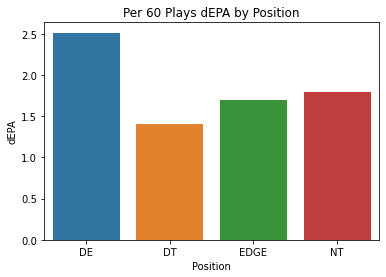 Per 60 Plays dEPA by Position
2.5
2.0
1.5
1.0
0.5
0.0
dEPA
DE DT EDGE NT
Position